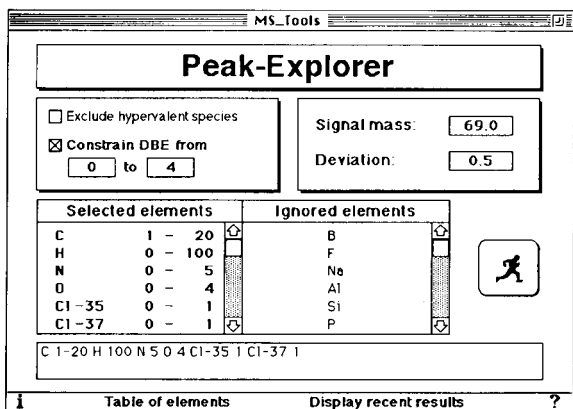 MS_Tools
Peak-Explorer
Exclude hypervalent species
Constrain DBE from
0 to 4
Signal mass: 69.0
Deviation: 0.5
Selected elements
C 1 - 20
H 0 - 100
N 0 - 5
O 0 - 4
Cl-35 0 - 1
Cl-37 0 - 1
Ignored elements
B
F
Na
Al
Si
P
C 1-20 H 100 N 5 O 4 Cl-35 1 Cl-37 1
i Table of elements Display recent results ?